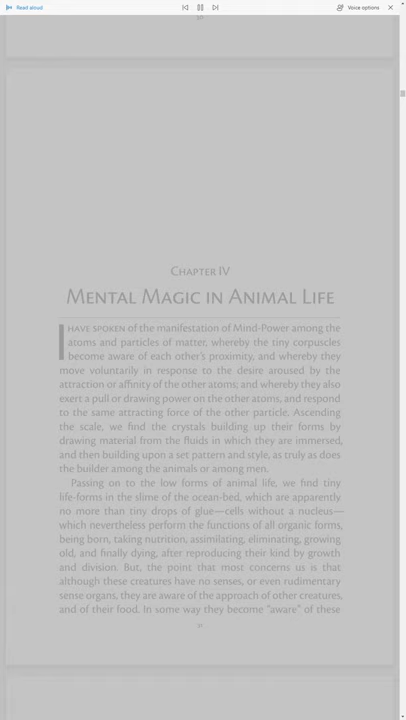 Read aloud
Voice options
CHAPTER IV
MENTAL MAGIC IN ANIMAL LIFE
I HAVE SPOKEN of the manifestation of Mind-Power among the
atoms and particles of matter, whereby the tiny corpuscles
become aware of each other's proximity, and whereby they
move voluntarily in response to the desire aroused by the
attraction or affinity of the other atoms; and whereby they also
exert a pull or drawing power on the other atoms, and respond
to the same attracting force of the other particle. Ascending
the scale, we find the crystals building up their forms by
drawing material from the fluids in which they are immersed,
and then building upon a set pattern and style, as truly as does
the builder among the animals or among men.
Passing on to the low forms of animal life, we find tiny
life-forms in the slime of the ocean-bed, which are apparently
no more than tiny drops of glue—cells without a nucleus—
which nevertheless perform the functions of all organic forms,
being born, taking nutrition, assimilating, eliminating, growing
old, and finally dying, after reproducing their kind by growth
and division. But, the point that most concerns us is that
although these creatures have no senses, or even rudimentary
sense organs, they are aware of the approach of other creatures,
and of their food. In some way they become "aware" of these